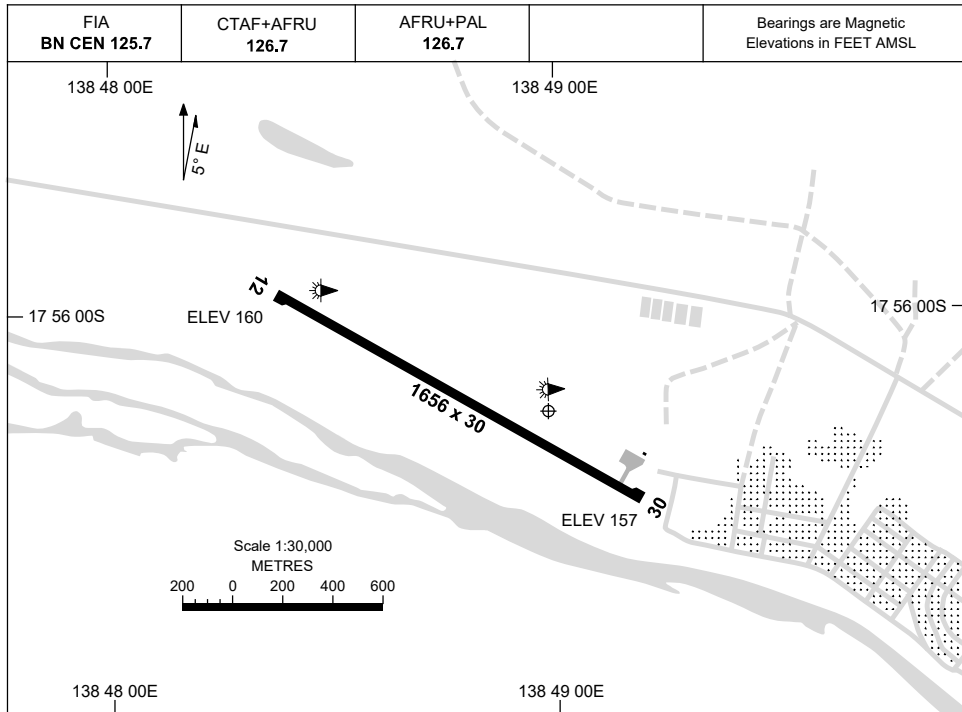 FIA
BN CEN 125.7
CTAF+AFRU
126.7
AFRU+PAL
126.7
Bearings are Magnetic
Elevations in FEET AMSL
138 48 00E
138 49 00E
5° E
12
17 56 00S
17 56 00S
ELEV 160
1656 x 30
30
ELEV 157
Scale 1:30,000
METRES
200 0 200 400 600
138 48 00E
138 49 00E